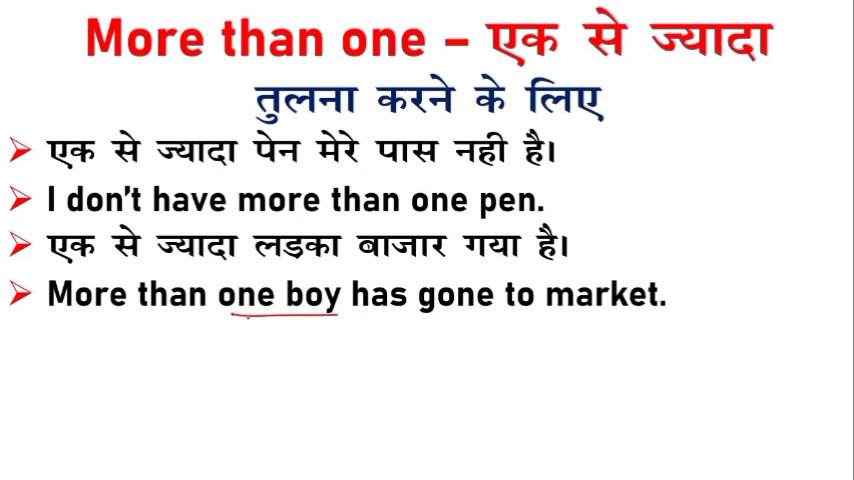 More than one – एक से ज्यादा
तुलना करने के लिए
एक से ज्यादा पेन मेरे पास नही है।
I don't have more than one pen.
एक से ज्यादा लडका बाजार गया है।
More than one boy has gone to market.